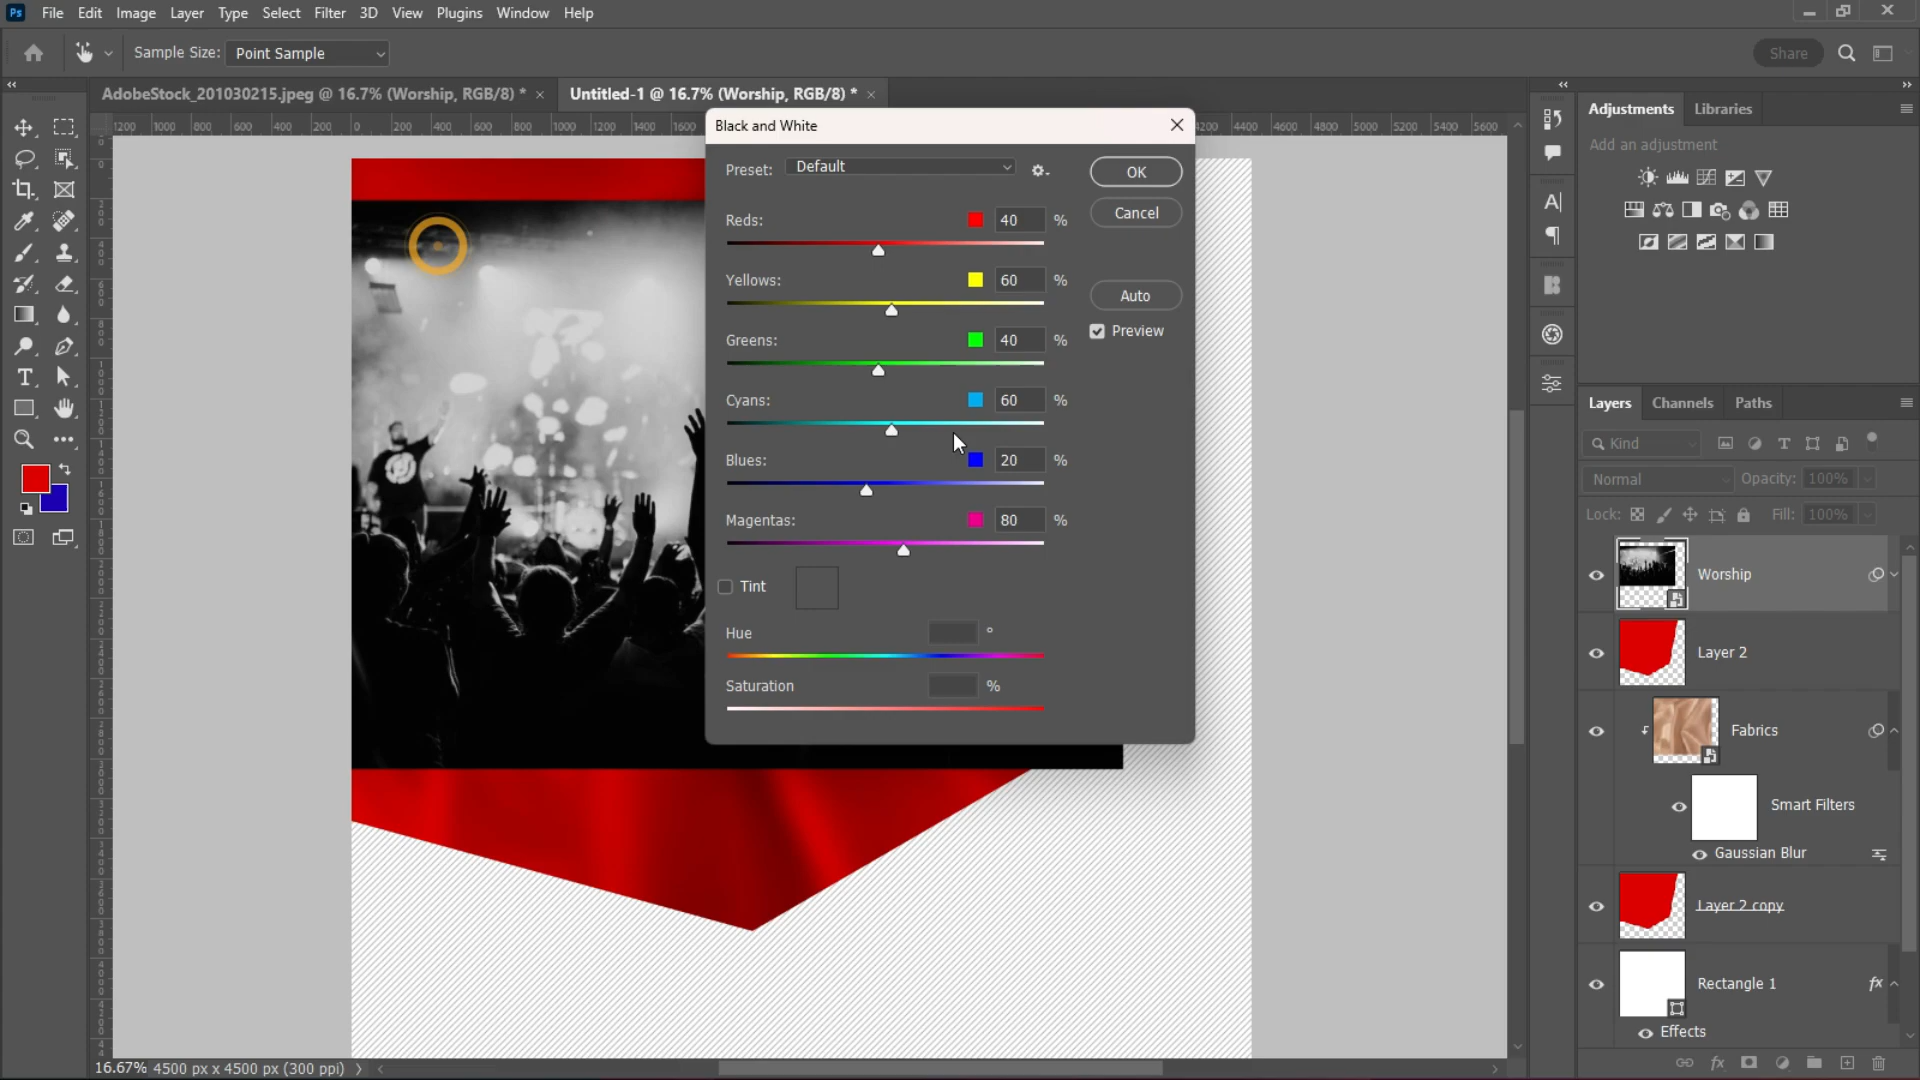 Ps File Edit Image Layer Type Select Filter 3D View Plugins Window Help
Sample Size: Point Sample Share
AdobeStock_201030215.jpeg @ 16.7% (Worship, RGB/8) * × Untitled-1 @ 16.7% (Worship, RGB/8) * ×
Black and White
Preset: Default
OK
Cancel
Reds: 40 %
Yellows: 60 %
Auto
Preview
Greens: 40 %
Cyans: 60 %
Blues: 20 %
Magentas: 80 %
Tint
Hue °
Saturation %
Adjustments Libraries
Add an adjustment
Layers Channels Paths
Kind
Normal Opacity: 100%
Lock: Fill: 100%
Worship
Layer 2
Fabrics
Smart Filters
Gaussian Blur
Layer 2 copy
Rectangle 1 fx
Effects
16.67% 4500 px x 4500 px (300 ppi)